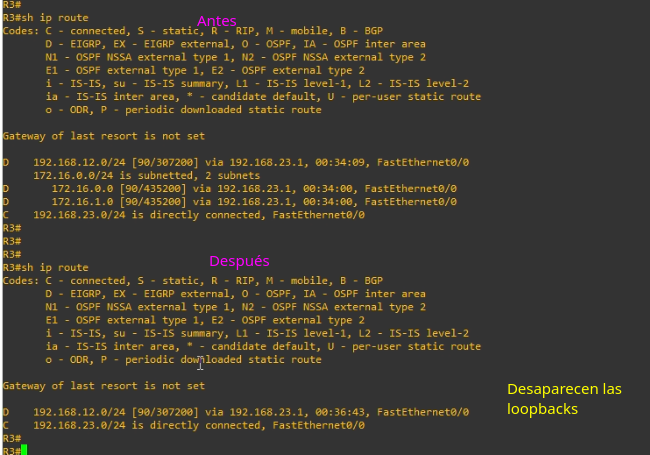 R3#
R3#sh ip route
Antes
Codes: C - connected, S - static, R - RIP, M - mobile, B - BGP
D - EIGRP, EX - EIGRP external, O - OSPF, IA - OSPF inter area
N1 - OSPF NSSA external type 1, N2 - OSPF NSSA external type 2
E1 - OSPF external type 1, E2 - OSPF external type 2
i - IS-IS, su - IS-IS summary, L1 - IS-IS level-1, L2 - IS-IS level-2
ia - IS-IS inter area, * - candidate default, U - per-user static route
o - ODR, P - periodic downloaded static route
Gateway of last resort is not set
D 192.168.12.0/24 [90/307200] via 192.168.23.1, 00:34:09, FastEthernet0/0
172.16.0.0/24 is subnetted, 2 subnets
D 172.16.0.0 [90/435200] via 192.168.23.1, 00:34:00, FastEthernet0/0
D 172.16.1.0 [90/435200] via 192.168.23.1, 00:34:00, FastEthernet0/0
C 192.168.23.0/24 is directly connected, FastEthernet0/0
R3#
R3#
R3#
Después
R3#sh ip route
Codes: C - connected, S - static, R - RIP, M - mobile, B - BGP
D - EIGRP, EX - EIGRP external, O - OSPF, IA - OSPF inter area
N1 - OSPF NSSA external type 1, N2 - OSPF NSSA external type 2
E1 - OSPF external type 1, E2 - OSPF external type 2
i - IS-IS, su - IS-IS summary, L1 - IS-IS level-1, L2 - IS-IS level-2
ia - IS-IS inter area, * - candidate default, U - per-user static route
o - ODR, P - periodic downloaded static route
Gateway of last resort is not set
Desaparecen las
loopbacks
D 192.168.12.0/24 [90/307200] via 192.168.23.1, 00:36:43, FastEthernet0/0
C 192.168.23.0/24 is directly connected, FastEthernet0/0
R3#
R3#